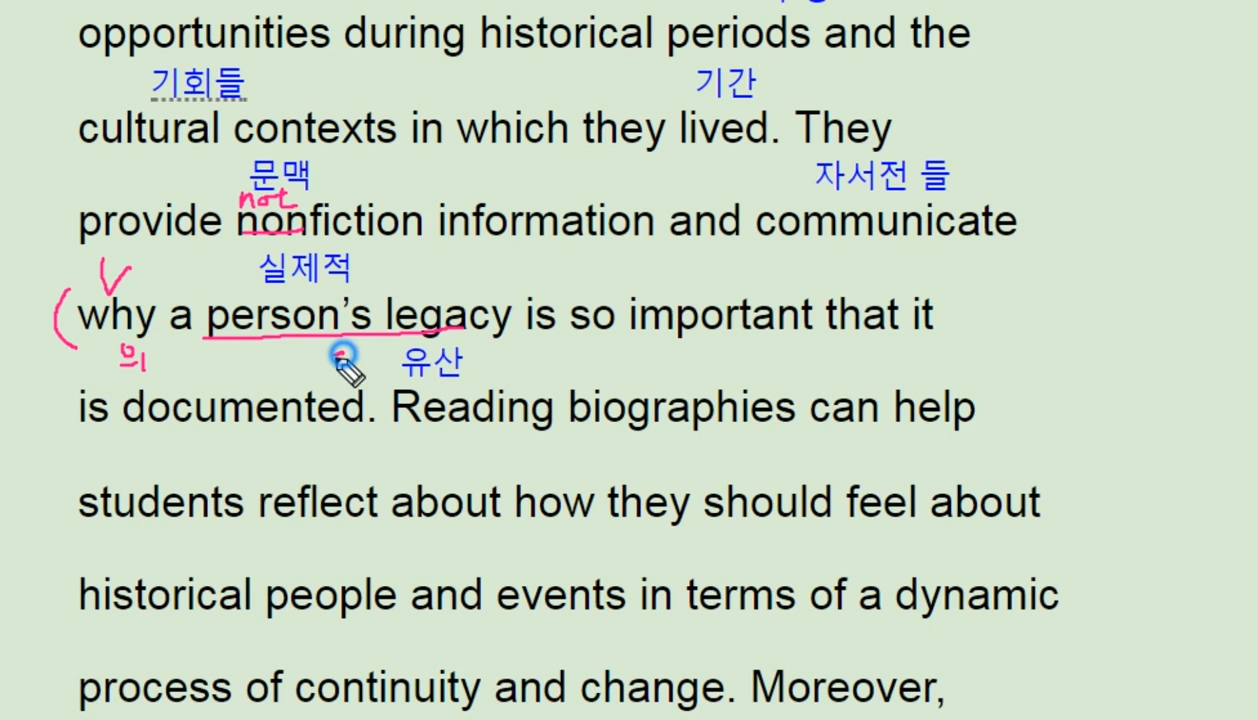 opportunities during historical periods and the
기회들 기간
cultural contexts in which they lived. They
문맥 자서전 들
not
provide nonfiction information and communicate
실제적
why a person's legacy is so important that it
의 유산
is documented. Reading biographies can help
students reflect about how they should feel about
historical people and events in terms of a dynamic
process of continuity and change. Moreover,